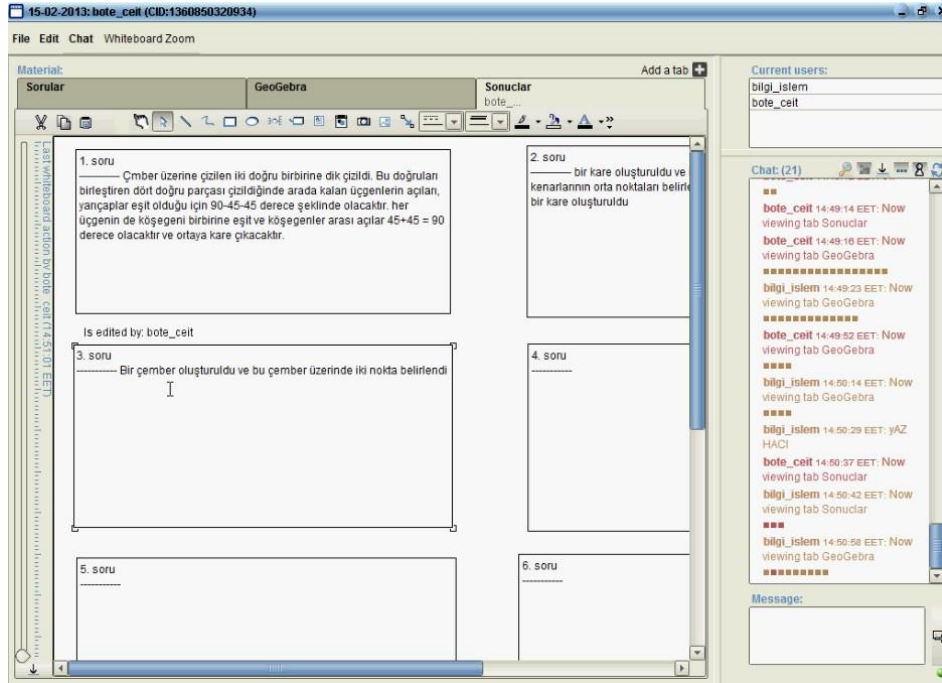 15-02-2013: bote_ceit (CID:1360850320934)
File Edit Chat Whiteboard Zoom
Material:
Add a tab
Sorular
GeoGebra
Sonuclar
bote_...
Last whiteboard action by bote_ceit (14:51:01 EET)
1. soru
---------- Çmber üzerine çizilen iki doğru birbirine dik çizildi. Bu doğruları
birleştiren dört doğru parçası çizildiğinde arada kalan üçgenlerin açıları,
yarıçaplar eşit olduğu için 90-45-45 derece şeklinde olacaktır. her
üçgenin de köşegeni birbirine eşit ve köşegenler arası açılar 45+45 = 90
derece olacaktır ve ortaya kare çıkacaktır.
2. soru
---------- bir kare oluşturuldu ve
kenarlarının orta noktaları belirle
bir kare oluşturuldu
Is edited by: bote_ceit
3. soru
----------- Bir çember oluşturuldu ve bu çember üzerinde iki nokta belirlendi
4. soru
-----------
5. soru
-----------
6. soru
-----------
Current users:
bilgi_islem
bote_ceit
Chat: (21)
bote_ceit 14:49:14 EET: Now
viewing tab Sonuclar
bote_ceit 14:49:16 EET: Now
viewing tab GeoGebra
bilgi_islem 14:49:23 EET: Now
viewing tab GeoGebra
bote_ceit 14:49:52 EET: Now
viewing tab GeoGebra
bilgi_islem 14:50:14 EET: Now
viewing tab GeoGebra
bilgi_islem 14:50:29 EET: yAZ
HACI
bote_ceit 14:50:37 EET: Now
viewing tab Sonuclar
bilgi_islem 14:50:42 EET: Now
viewing tab Sonuclar
bilgi_islem 14:50:58 EET: Now
viewing tab GeoGebra
Message: